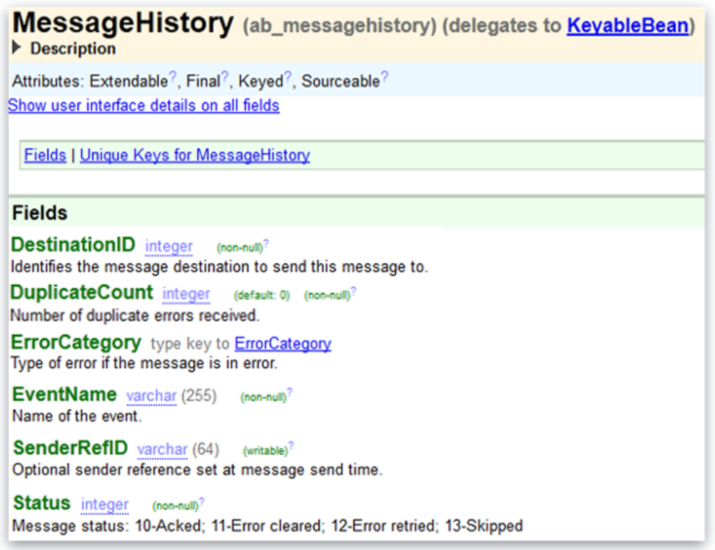 MessageHistory (ab_messagehistory) (delegates to KeyableBean)
▶ Description
Attributes: Extendable?, Final?, Keyed?, Sourceable?
Show user interface details on all fields
Fields | Unique Keys for MessageHistory
Fields
DestinationID integer (non-null)?
Identifies the message destination to send this message to.
DuplicateCount integer (default: 0) (non-null)?
Number of duplicate errors received.
ErrorCategory type key to ErrorCategory
Type of error if the message is in error.
EventName varchar (255) (non-null)?
Name of the event.
SenderRefID varchar (64) (writable)?
Optional sender reference set at message send time.
Status integer (non-null)?
Message status: 10-Acked; 11-Error cleared; 12-Error retried; 13-Skipped